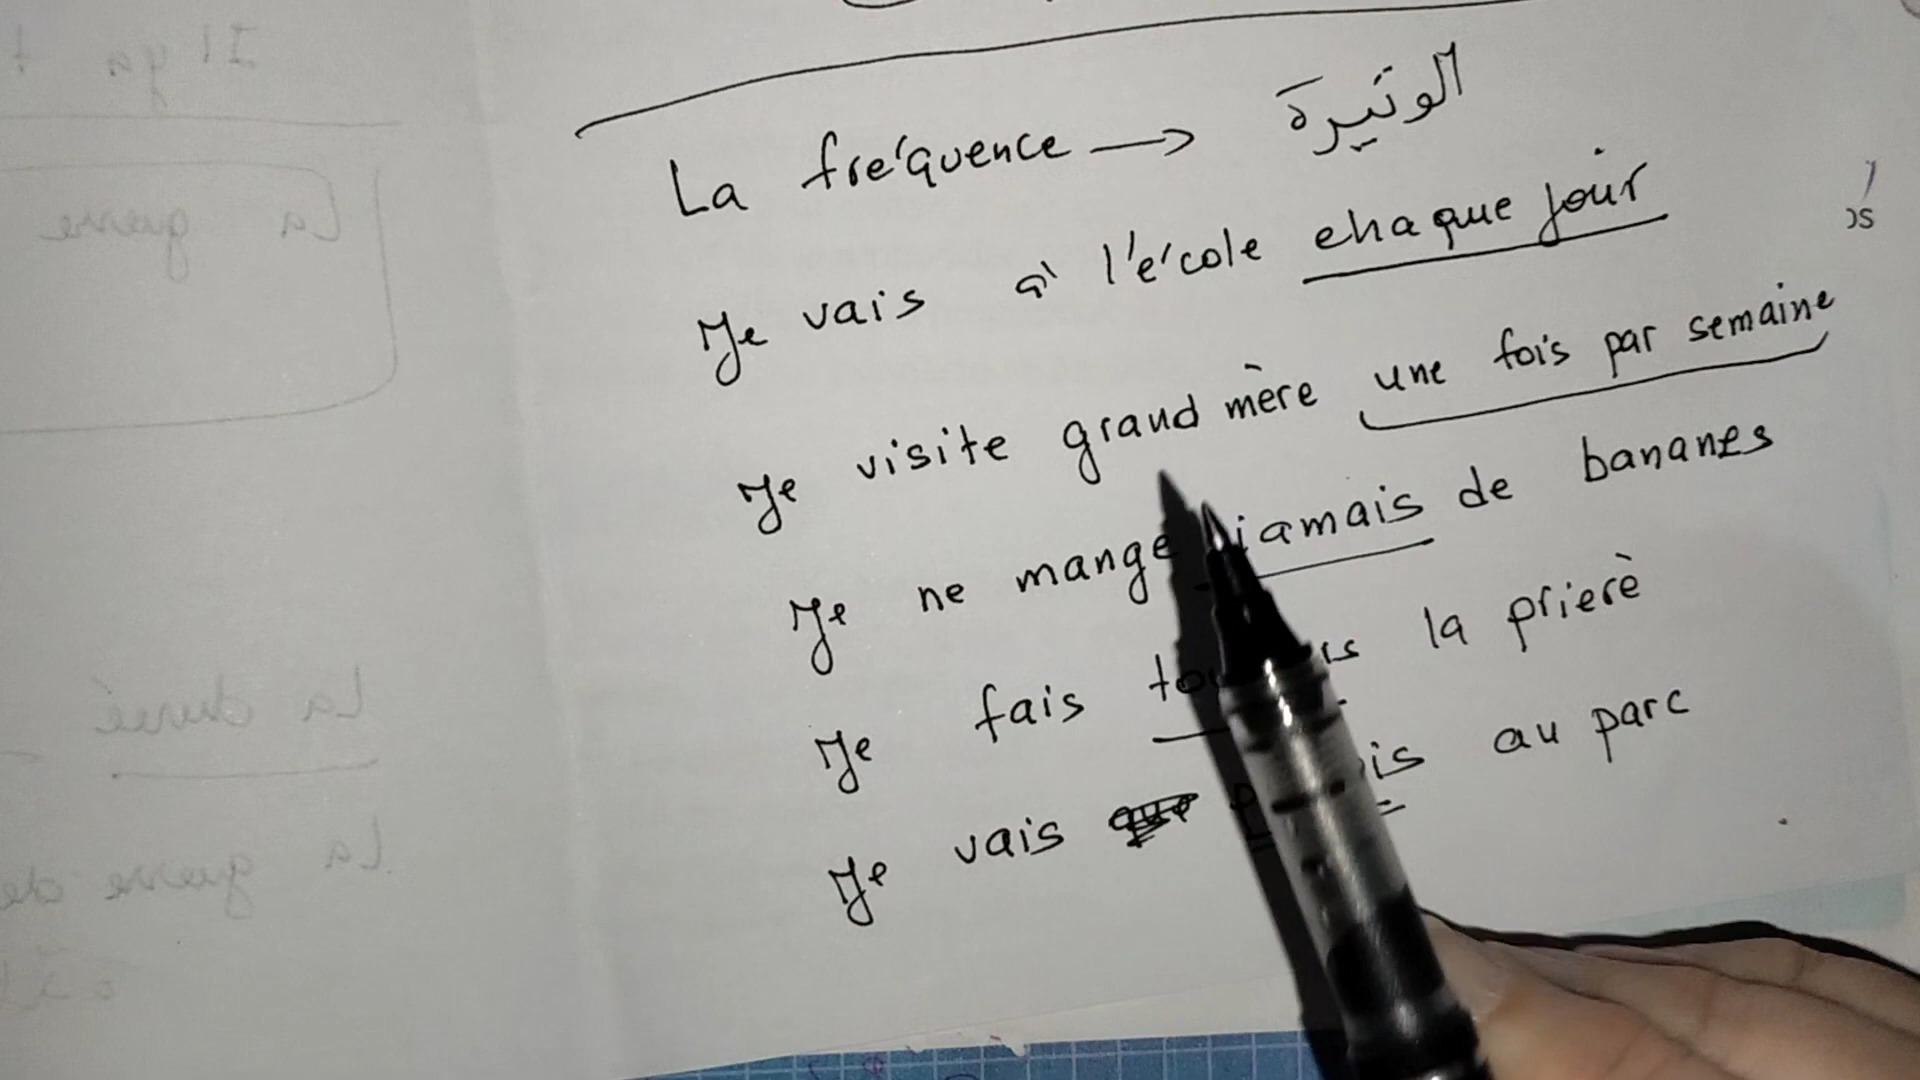 La fréquence → الوتيرة
Je vais à l'école chaque jour
Je visite grand mère une fois par semaine
Je ne mange jamais de bananes
Je fais la prierè
Je vais au parc